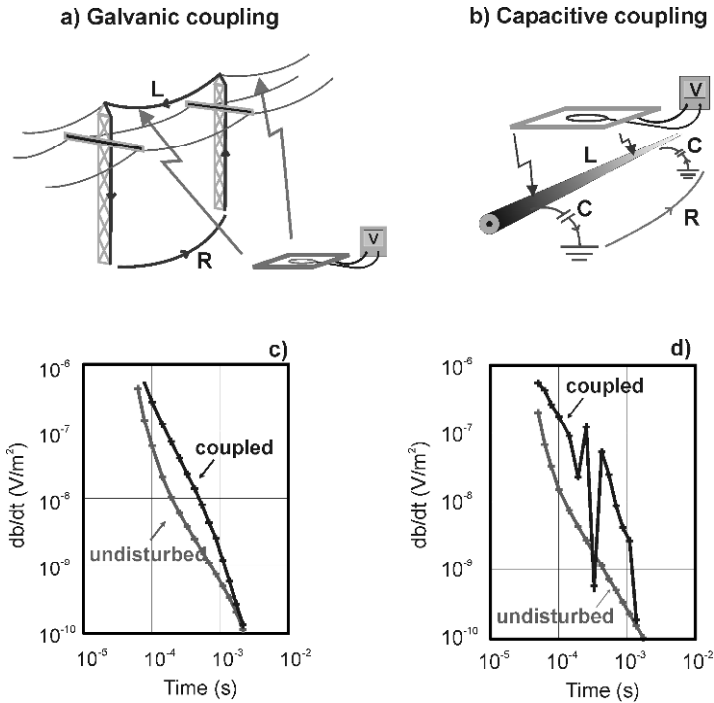 a) Galvanic coupling
b) Capacitive coupling
L
R
V
V
L
C
C
R
c)
10⁻⁶
10⁻⁷
10⁻⁸
10⁻⁹
10⁻¹⁰
db/dt (V/m²)
coupled
undisturbed
10⁻⁵ 10⁻⁴ 10⁻³ 10⁻²
Time (s)
d)
10⁻⁶
10⁻⁷
10⁻⁸
10⁻⁹
10⁻¹⁰
db/dt (V/m²)
coupled
undisturbed
10⁻⁵ 10⁻⁴ 10⁻³ 10⁻²
Time (s)